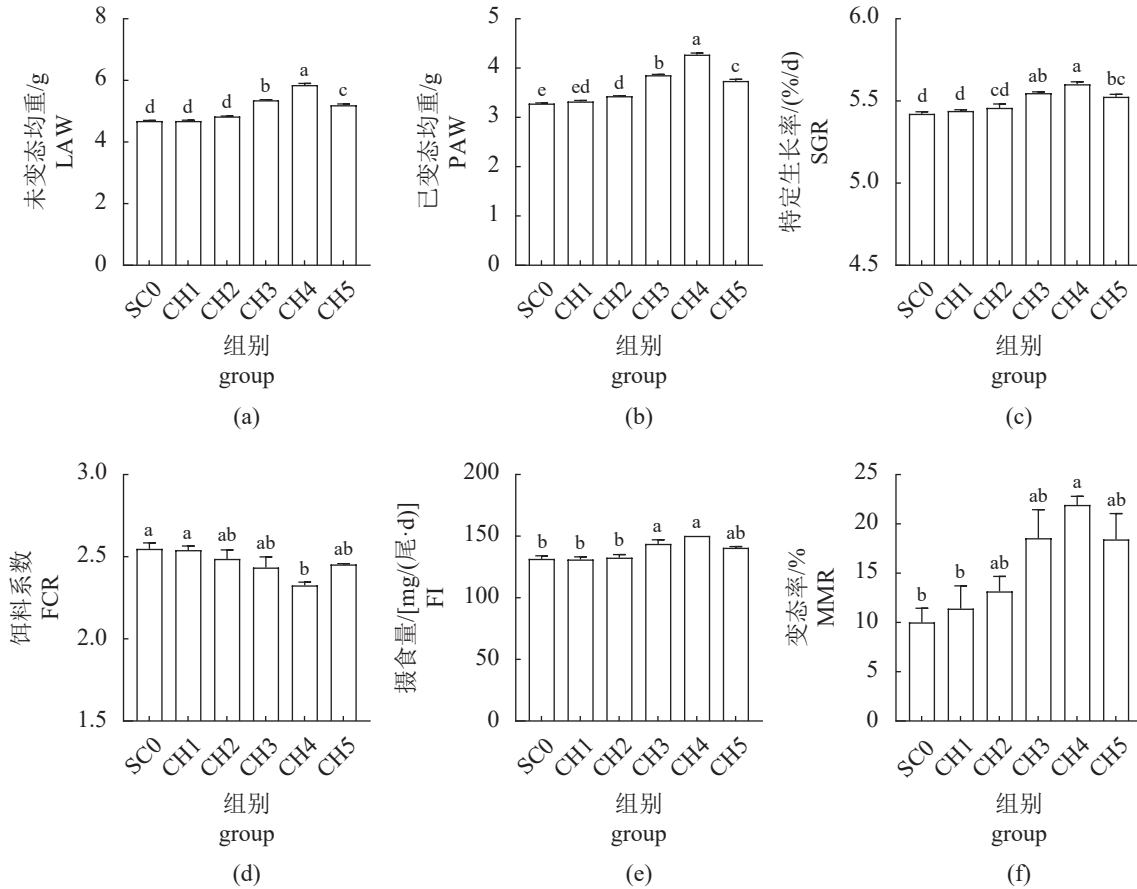 未变态均重/g
LAW
8
6
4
2
0
d
d
d
b
a
c
SC0
CH1
CH2
CH3
CH4
CH5
组别
group
(a)
已变态均重/g
PAW
5
4
3
2
1
0
e
ed
d
b
a
c
SC0
CH1
CH2
CH3
CH4
CH5
组别
group
(b)
特定生长率/(%/d)
SGR
6.0
5.5
5.0
4.5
d
d
cd
ab
a
bc
SC0
CH1
CH2
CH3
CH4
CH5
组别
group
(c)
饵料系数
FCR
3.0
2.5
2.0
1.5
a
a
ab
ab
b
ab
SC0
CH1
CH2
CH3
CH4
CH5
组别
group
(d)
摄食量/[mg/(尾·d)]
FI
200
150
100
50
0
b
b
b
a
a
ab
SC0
CH1
CH2
CH3
CH4
CH5
组别
group
(e)
变态率/%
MMR
25
20
15
10
5
0
b
b
ab
ab
a
ab
SC0
CH1
CH2
CH3
CH4
CH5
组别
group
(f)